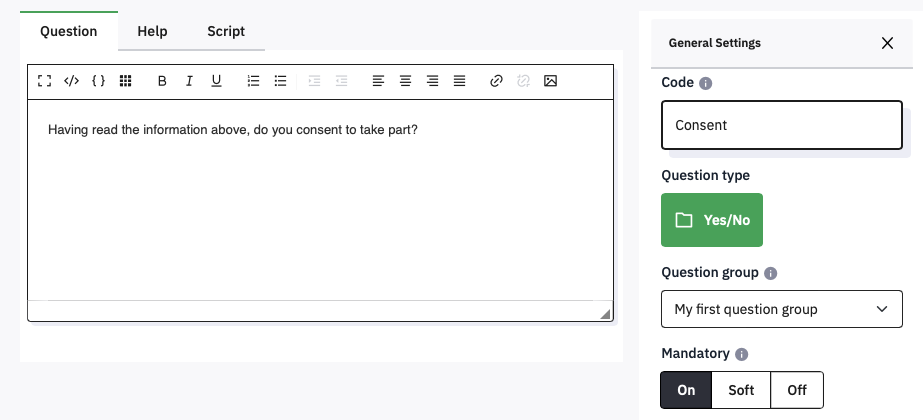 Question Help Script
Having read the information above, do you consent to take part?
General Settings
Code
Consent
Question type
Yes/No
Question group
My first question group
Mandatory
On Soft Off